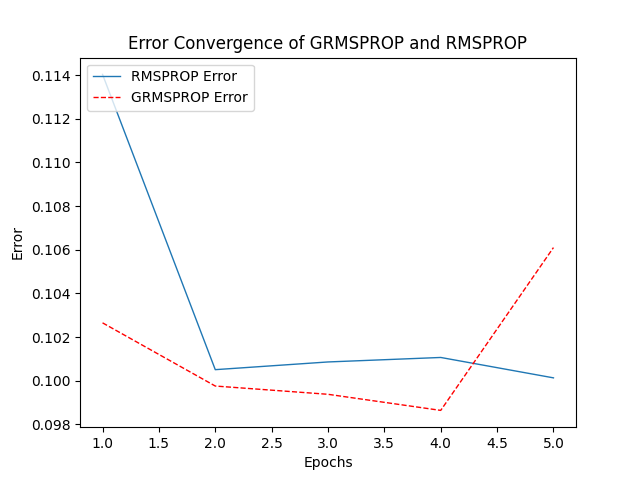 Error Convergence of GRMSPROP and RMSPROP
RMSPROP Error
GRMSPROP Error
0.114
0.112
0.110
0.108
0.106
0.104
0.102
0.100
0.098
Error
1.0 1.5 2.0 2.5 3.0 3.5 4.0 4.5 5.0
Epochs